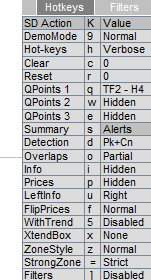 Hotkeys Filters
SD Action K Value
DemoMode 9 Normal
Hot-keys h Verbose
Clear c 0
Reset r 0
QPoints 1 q TF2 - H4
QPoints 2 w Hidden
QPoints 3 e Hidden
Summary s Alerts
Detection d Pk+Cn
Overlaps o Partial
Info i Hidden
Prices p Hidden
LeftInfo u Right
FlipPrices f Normal
WithTrend 5 Disabled
XtendBox x None
ZoneStyle z Normal
StrongZone = Strict
Filters ] Disabled